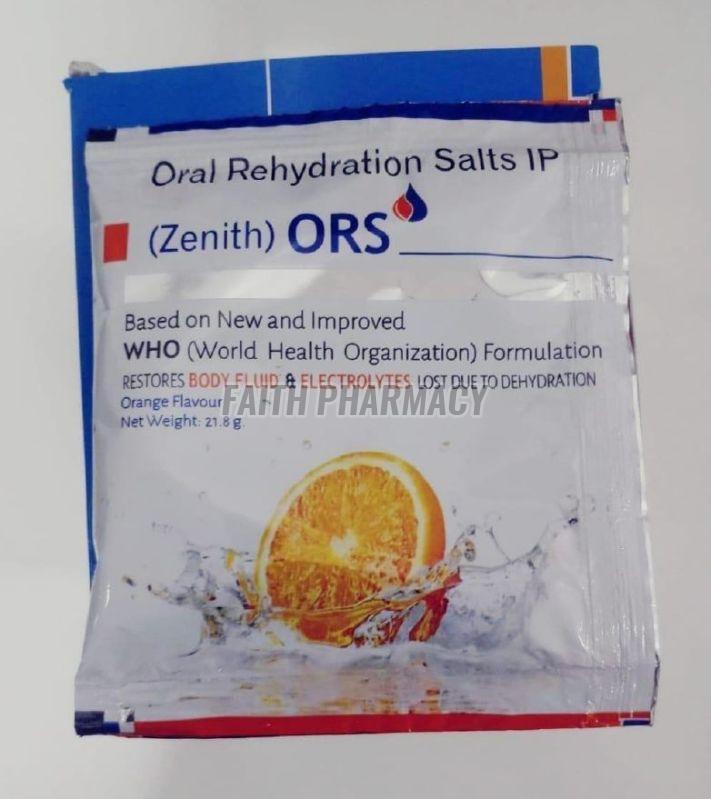 Oral Rehydration Salts IP
(Zenith) ORS
Based on New and Improved
WHO (World Health Organization) Formulation
RESTORES BODY FLUID & ELECTROLYTES LOST DUE TO DEHYDRATION
Orange Flavour
FAITH PHARMACY
Net Weight: 21.8 g.